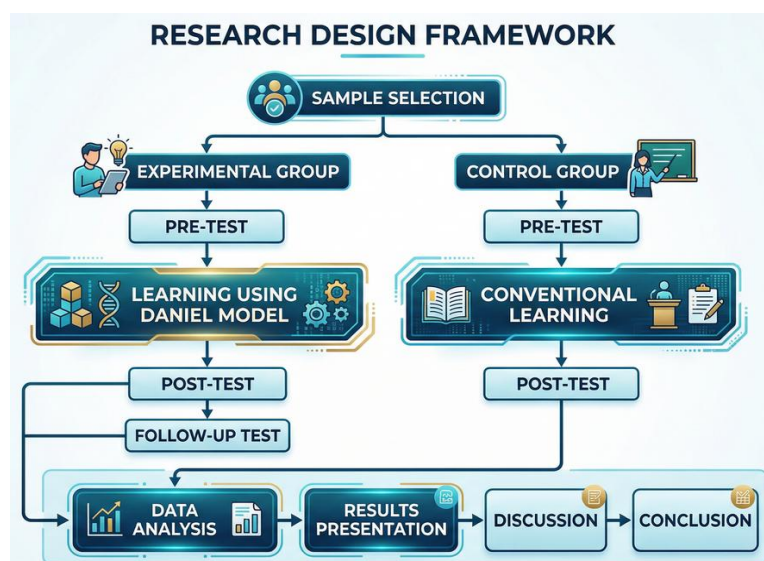 RESEARCH DESIGN FRAMEWORK
SAMPLE SELECTION
EXPERIMENTAL GROUP
CONTROL GROUP
PRE-TEST
PRE-TEST
LEARNING USING
DANIEL MODEL
CONVENTIONAL
LEARNING
POST-TEST
POST-TEST
FOLLOW-UP TEST
DATA
ANALYSIS
RESULTS
PRESENTATION
DISCUSSION
CONCLUSION